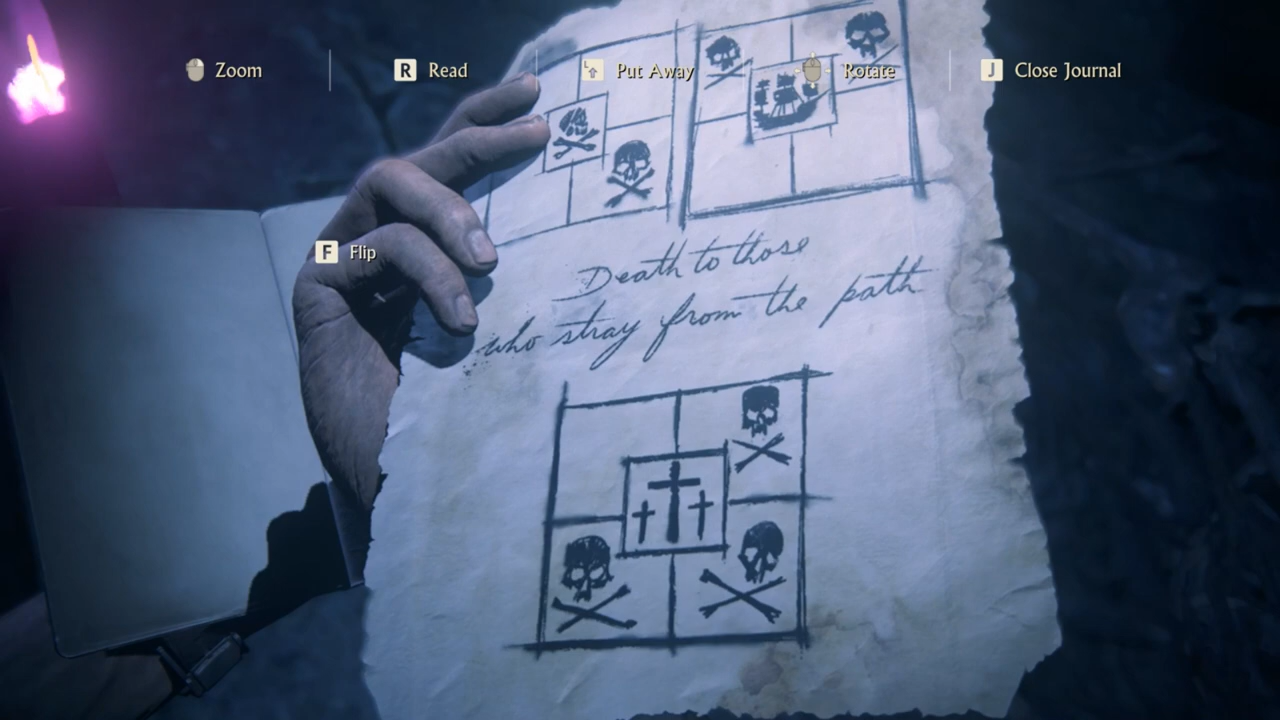 Zoom
R Read
Put Away
Rotate
J Close Journal
F Flip
Death to those
who stray from the path